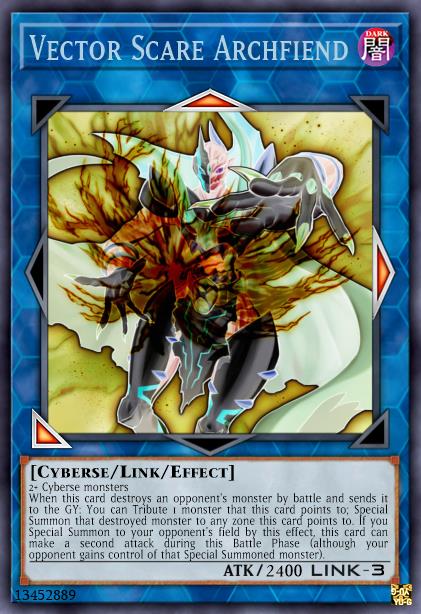 Vector Scare Archfiend
DARK
闇
[Cyberse/Link/Effect]
2+ Cyberse monsters
When this card destroys an opponent's monster by battle and sends it
to the GY: You can Tribute 1 monster that this card points to; Special
Summon that destroyed monster to any zone this card points to. If you
Special Summon to your opponent's field by this effect, this card can
make a second attack during this Battle Phase (although your
opponent gains control of that Special Summoned monster).
ATK/2400 LINK-3
13452889